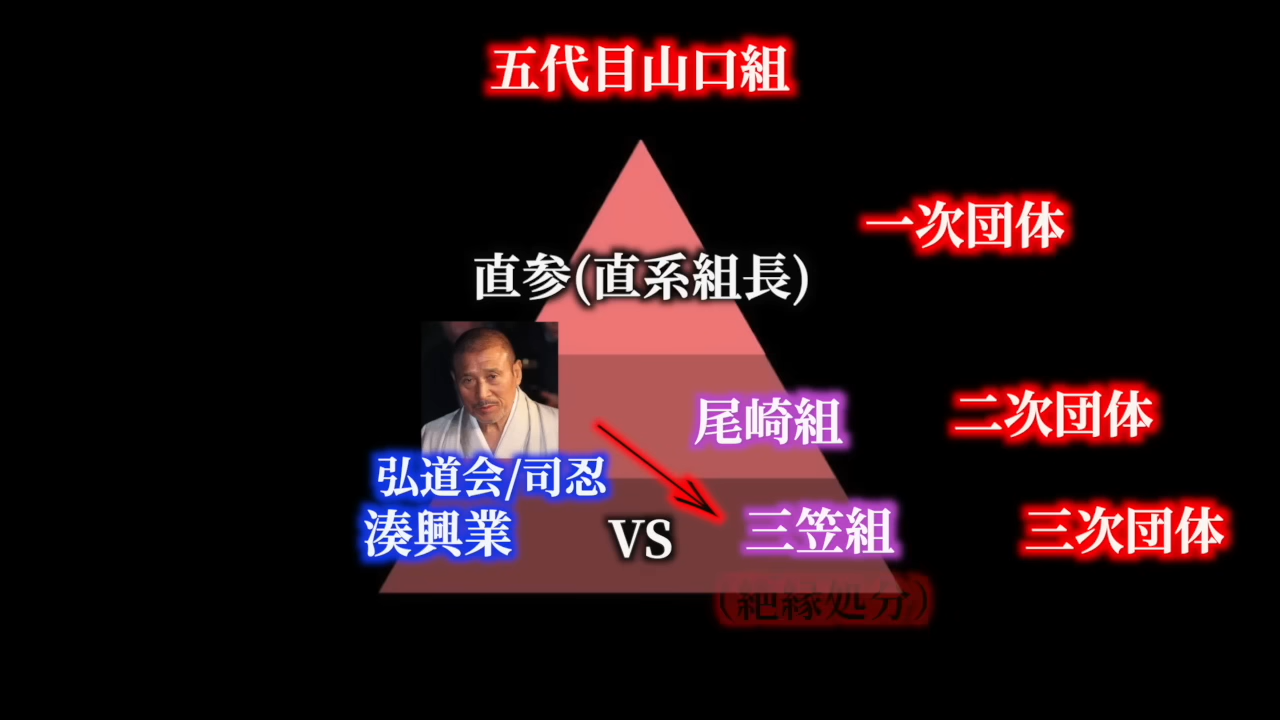 五代目山口組
一次団体
直参(直系組長)
尾崎組
二次団体
弘道会/司忍
湊興業
VS
三笠組
三次団体
(絶縁処分)